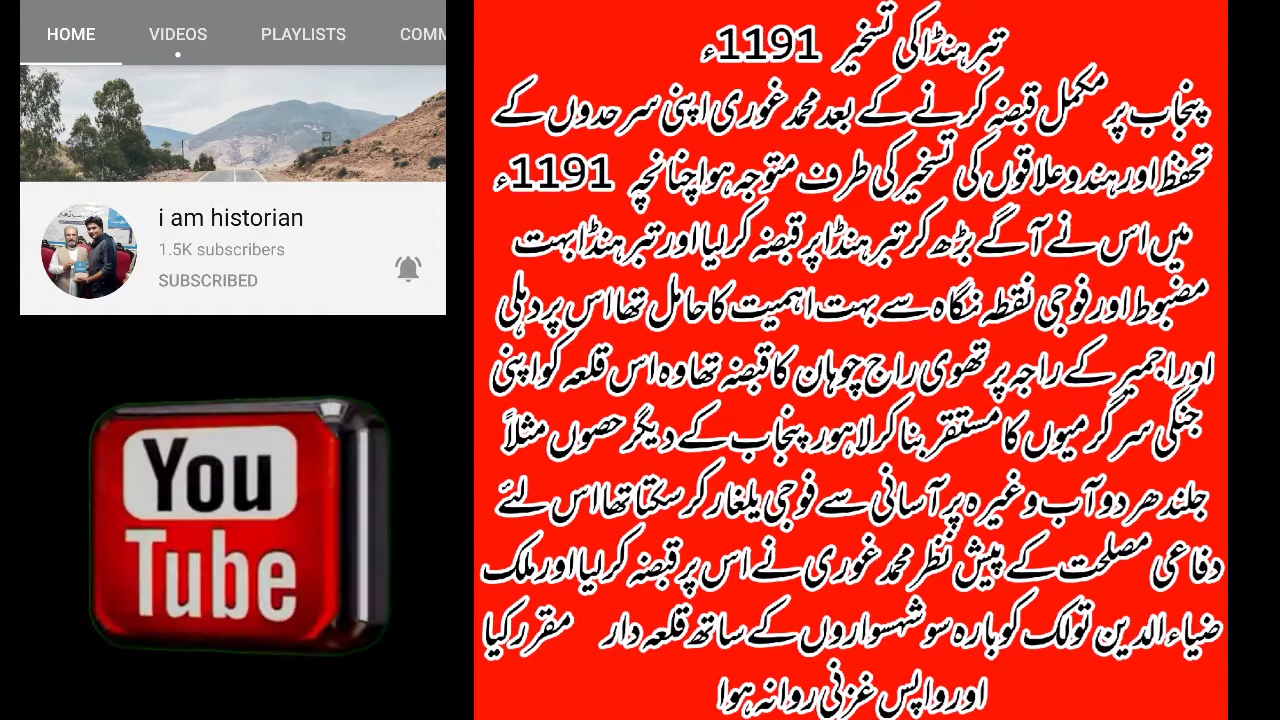 HOME VIDEOS PLAYLISTS COMM
i am historian
1.5K subscribers
SUBSCRIBED
You
Tube
تبر ہنڈا کی تسخیر 1191ء
پنجاب پر مکمل قبضہ کرنے کے بعد محمد غوری اپنی سرحدوں کے
تحفظ اور ہندو علاقوں کی تسخیر کی طرف متوجہ ہوا چنانچہ 1191ء
میں اس نے آگے بڑھ کر تبر ہنڈا پر قبضہ کر لیا اور تبر ہنڈا بہت
مضبوط اور فوجی نقطہ نگاہ سے بہت اہمیت کا حامل تھا اس پر دہلی
اور اجمیر کے راجہ پرتھوی راج چوہان کا قبضہ تھا وہ اس قلعہ کو اپنی
جنگی سرگرمیوں کا مستقر بنا کر لاہور پنجاب کے دیگر حصوں مثلاً
جلندھر دوآب وغیرہ پر آسانی سے فوجی یلغار کر سکتا تھا اس لئے
دفاعی مصلحت کے پیش نظر محمد غوری نے اس پر قبضہ کر لیا اور ملک
ضیاء الدین تولک کو بارہ سو شہسواروں کے ساتھ قلعہ دار مقرر کیا
اور واپس غزنی روانہ ہوا